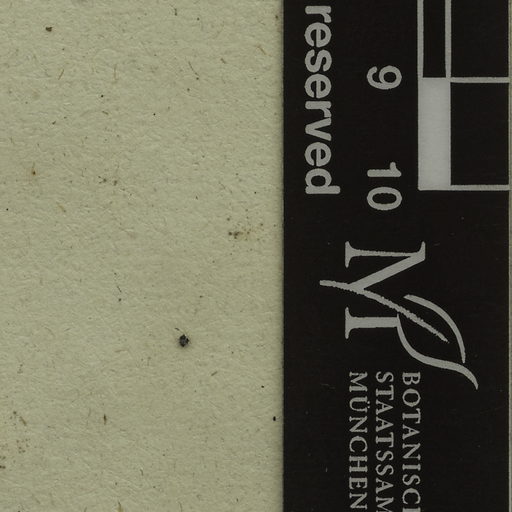 reserved
9
10
M
BOTANISC
STAATSSAM
MÜNCHEN